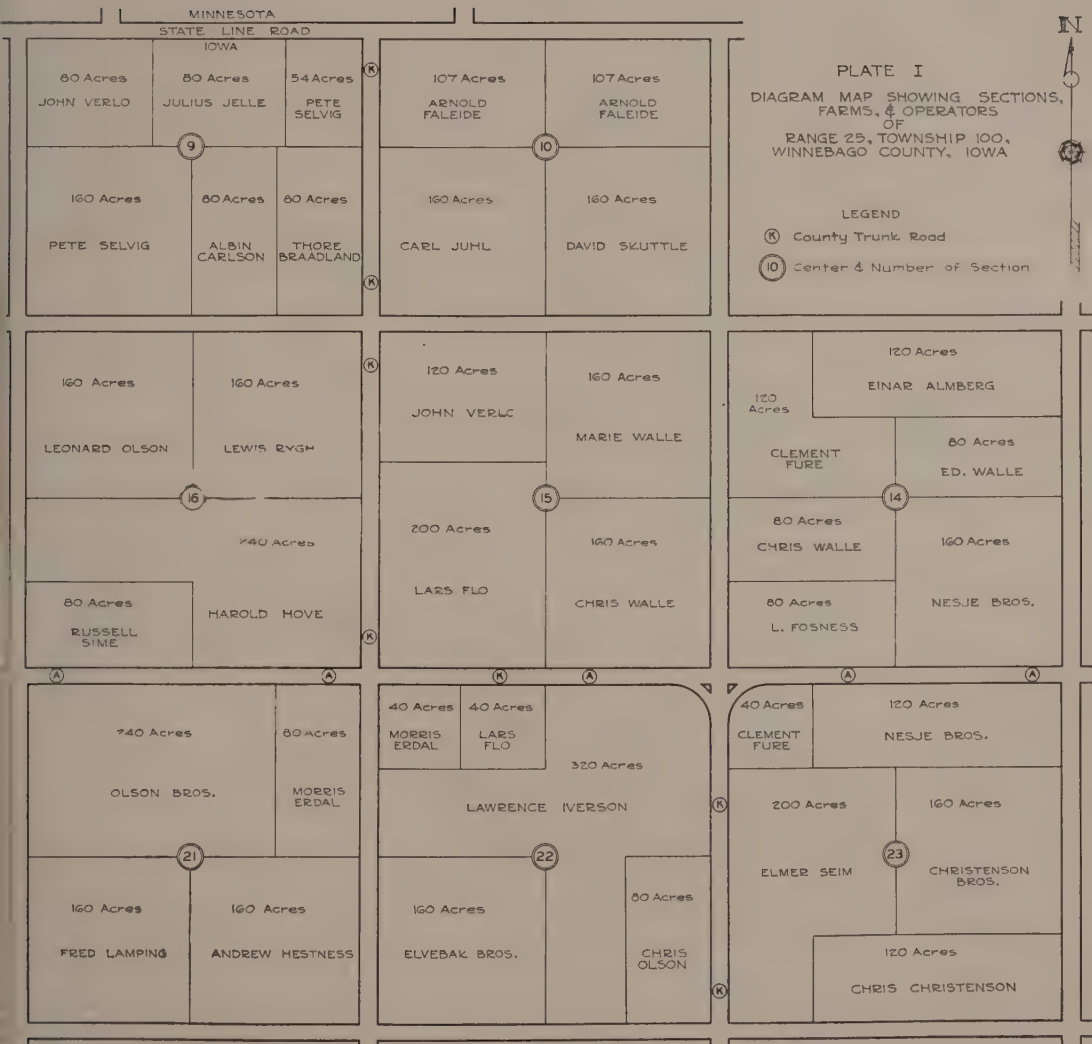 MINNESOTA
STATE LINE ROAD
IOWA
N
PLATE I
DIAGRAM MAP SHOWING SECTIONS,
FARMS, & OPERATORS
OF
RANGE 25, TOWNSHIP 100,
WINNEBAGO COUNTY, IOWA
LEGEND
K County Trunk Road
10 Center & Number of Section
80 Acres
JOHN VERLO
80 Acres
JULIUS JELLE
54 Acres
PETE
SELVIG
K
9
160 Acres
PETE SELVIG
80 Acres
ALBIN
CARLSON
80 Acres
THORE
BRAADLAND
K
107 Acres
ARNOLD
FALEIDE
107 Acres
ARNOLD
FALEIDE
10
160 Acres
CARL JUHL
160 Acres
DAVID SKUTTLE
160 Acres
LEONARD OLSON
160 Acres
LEWIS RYGH
K
16
240 Acres
HAROLD HOVE
80 Acres
RUSSELL
SIME
K
120 Acres
JOHN VERLO
160 Acres
MARIE WALLE
15
200 Acres
LARS FLO
160 Acres
CHRIS WALLE
120
Acres
CLEMENT
FURE
120 Acres
EINAR ALMBERG
80 Acres
ED. WALLE
14
80 Acres
CHRIS WALLE
160 Acres
NESJE BROS.
80 Acres
L. FOSNESS
A
A
K
A
A
A
240 Acres
OLSON BROS.
80 Acres
MORRIS
ERDAL
21
160 Acres
FRED LAMPING
160 Acres
ANDREW HESTNESS
40 Acres
MORRIS
ERDAL
40 Acres
LARS
FLO
320 Acres
LAWRENCE IVERSON
22
160 Acres
ELVEBAK BROS.
80 Acres
CHRIS
OLSON
K
K
40 Acres
CLEMENT
FURE
120 Acres
NESJE BROS.
200 Acres
ELMER SEIM
160 Acres
CHRISTENSON
BROS.
23
120 Acres
CHRIS CHRISTENSON